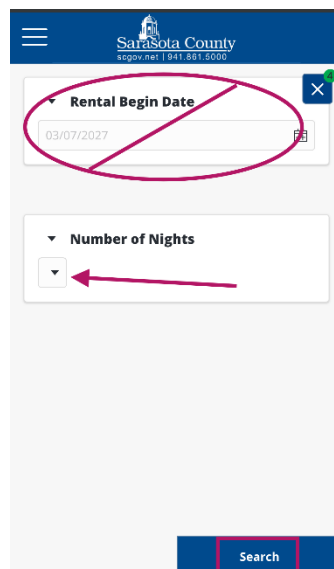 Sarasota County
scgov.net | 941.861.5000
4
Rental Begin Date
03/07/2027
Number of Nights
Search